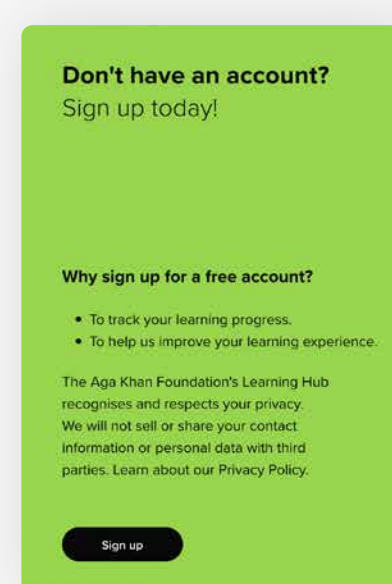 Don't have an account?
Sign up today!
Why sign up for a free account?
• To track your learning progress.
• To help us improve your learning experience.
The Aga Khan Foundation's Learning Hub
recognises and respects your privacy.
We will not sell or share your contact
information or personal data with third
parties. Learn about our Privacy Policy.
Sign up